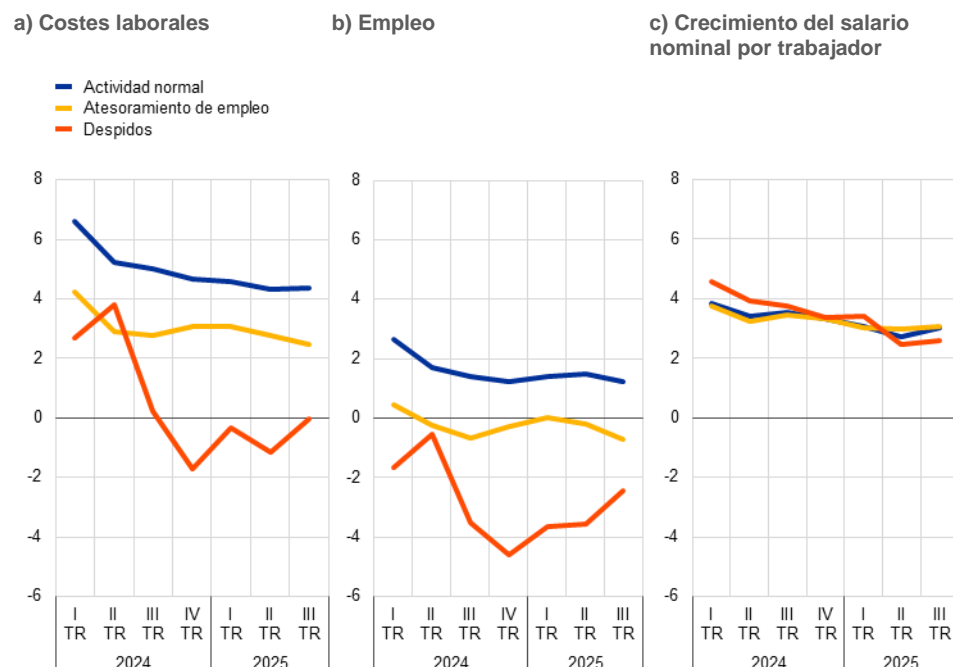 a) Costes laborales
b) Empleo
c) Crecimiento del salario
nominal por trabajador
Actividad normal
Atesoramiento de empleo
Despidos
8
6
4
2
0
-2
-4
-6
I TR
II TR
III TR
IV TR
I TR
II TR
III TR
2024
2025
8
6
4
2
0
-2
-4
-6
I TR
II TR
III TR
IV TR
I TR
II TR
III TR
2024
2025
8
6
4
2
0
-2
-4
-6
I TR
II TR
III TR
IV TR
I TR
II TR
III TR
2024
2025